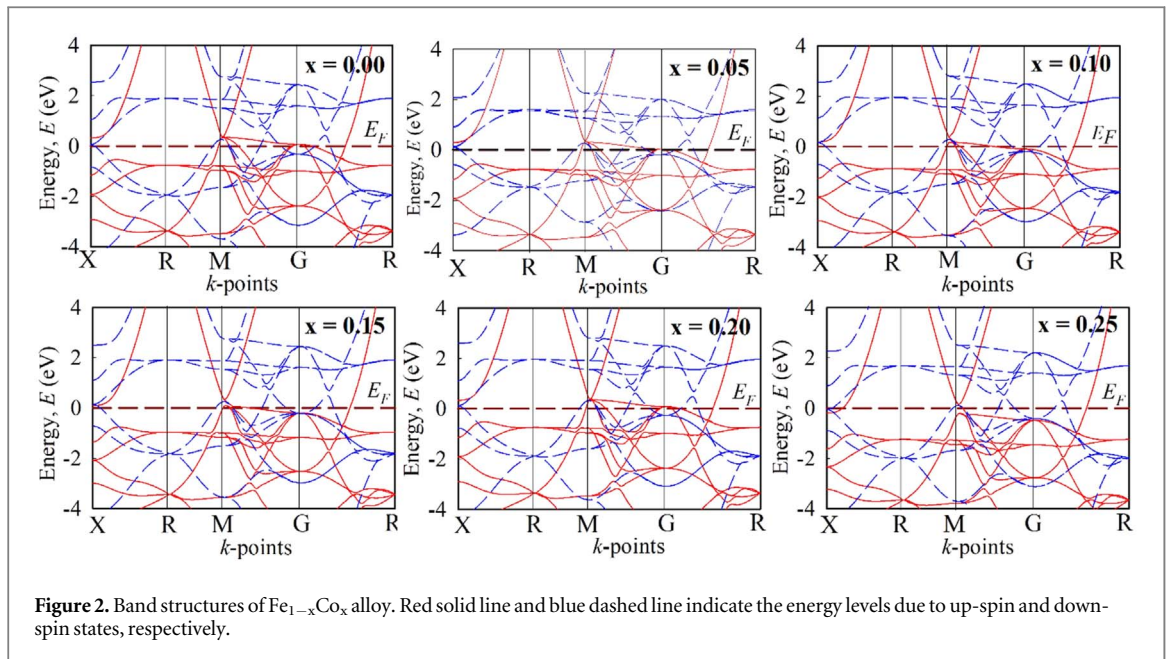 4
2
0
-2
-4
Energy, E (eV)
x = 0.00
E_F
X R M G R
k-points
4
2
0
-2
-4
Energy, E (eV)
x = 0.05
E_F
X R M G R
k-points
4
2
0
-2
-4
Energy, E (eV)
x = 0.10
E_F
X R M G R
k-points
4
2
0
-2
-4
Energy, E (eV)
x = 0.15
E_F
X R M G R
k-points
4
2
0
-2
-4
Energy, E (eV)
x = 0.20
E_F
X R M G R
k-points
4
2
0
-2
-4
Energy, E (eV)
x = 0.25
E_F
X R M G R
k-points
Figure 2. Band structures of Fe₁₋ₓCoₓ alloy. Red solid line and blue dashed line indicate the energy levels due to up-spin and down-
spin states, respectively.